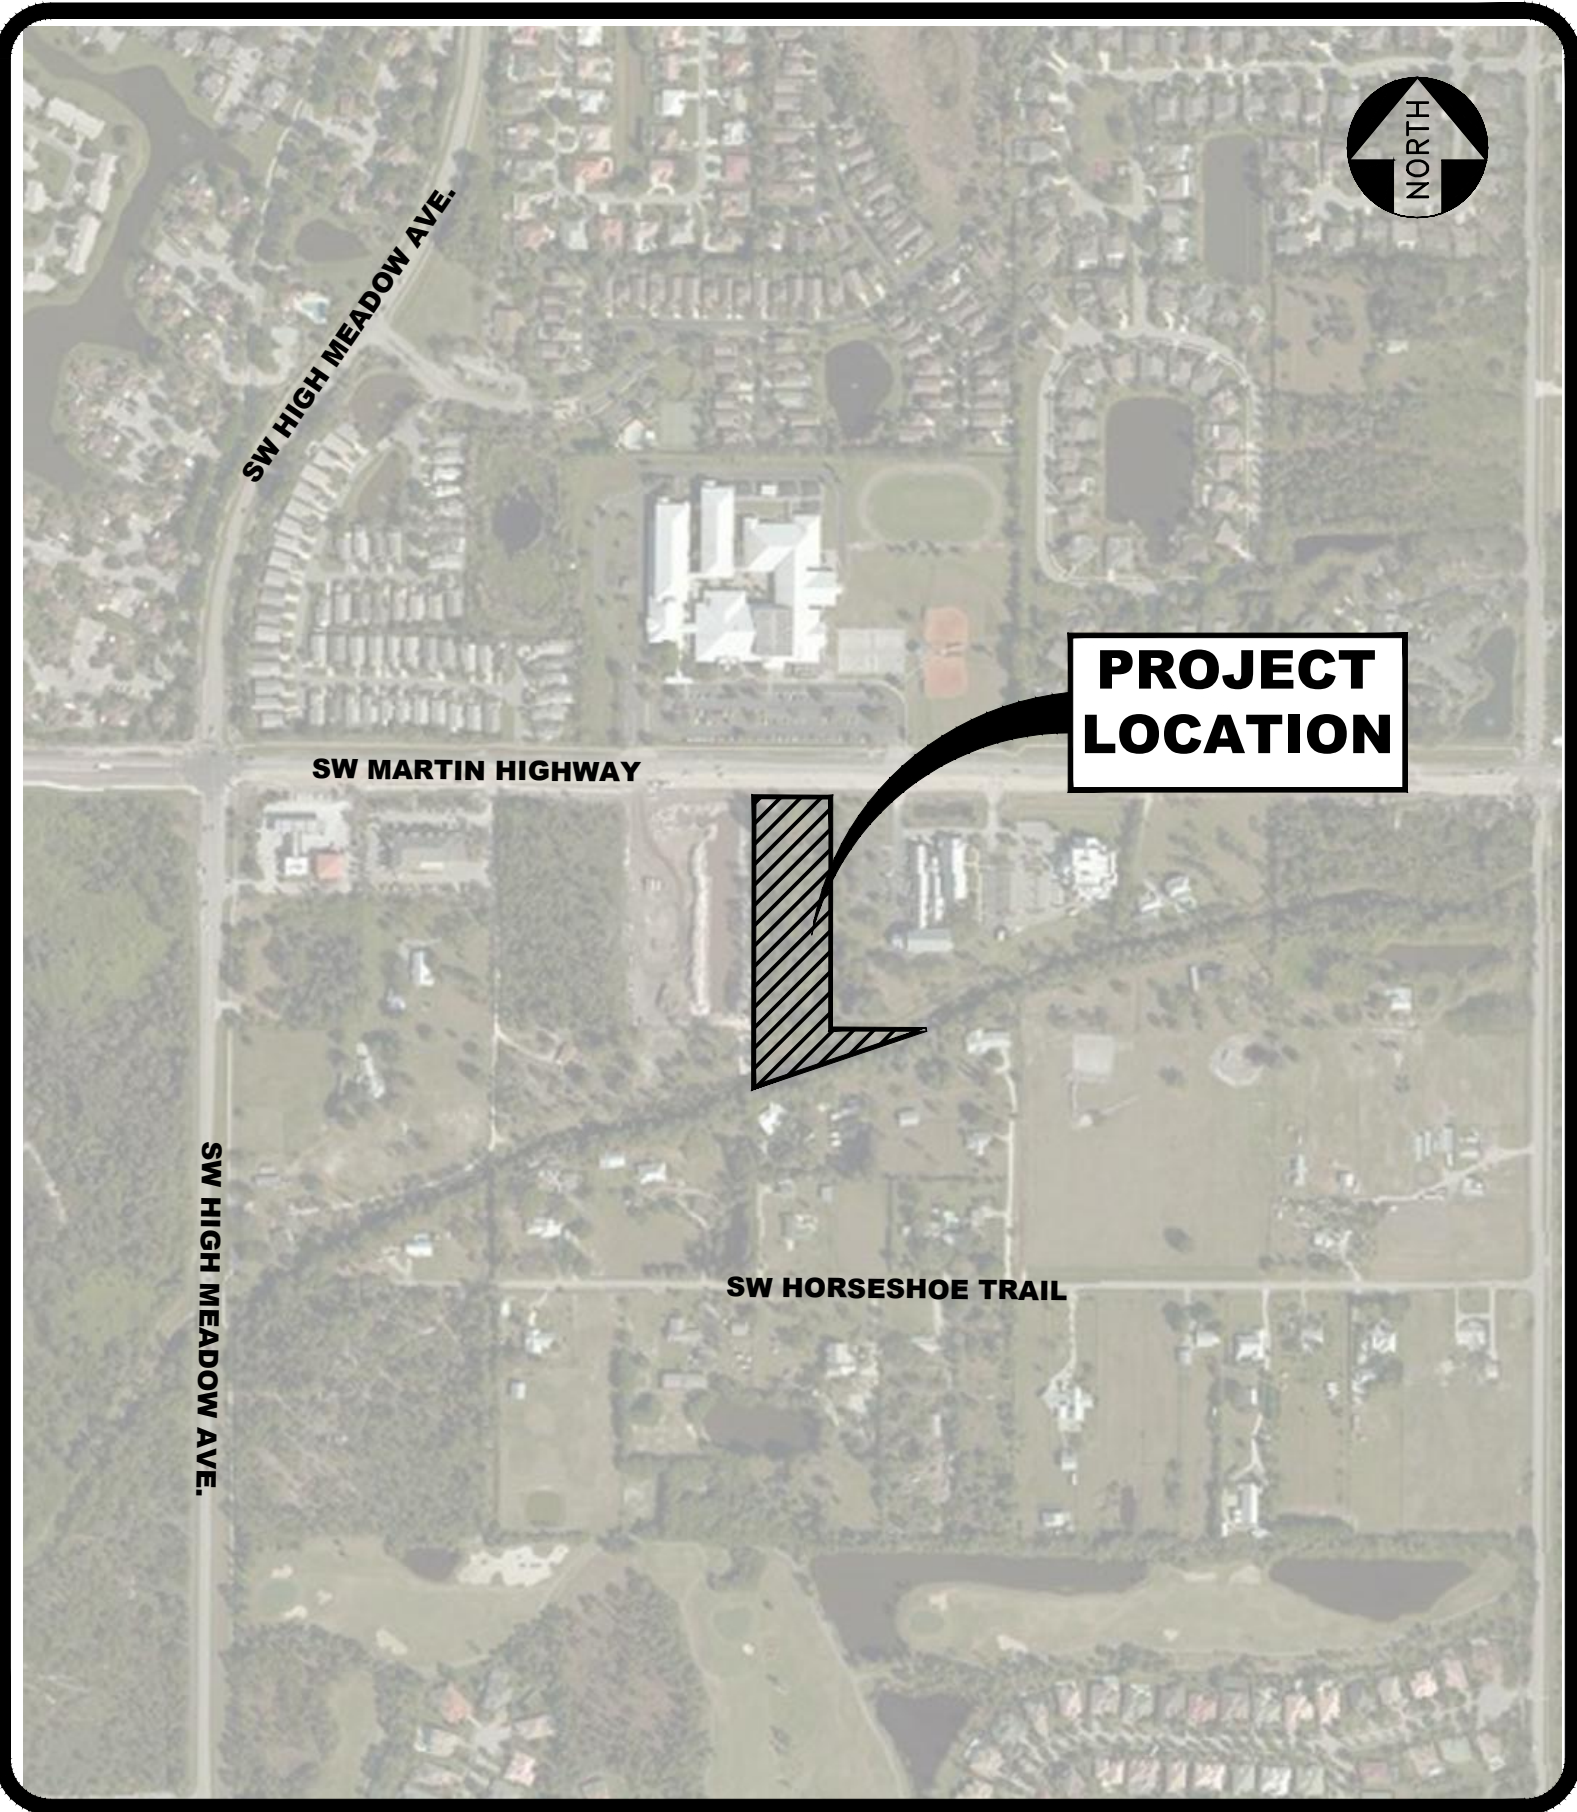 NORTH
SW HIGH MEADOW AVE.
PROJECT
LOCATION
SW MARTIN HIGHWAY
SW HIGH MEADOW AVE.
SW HORSESHOE TRAIL